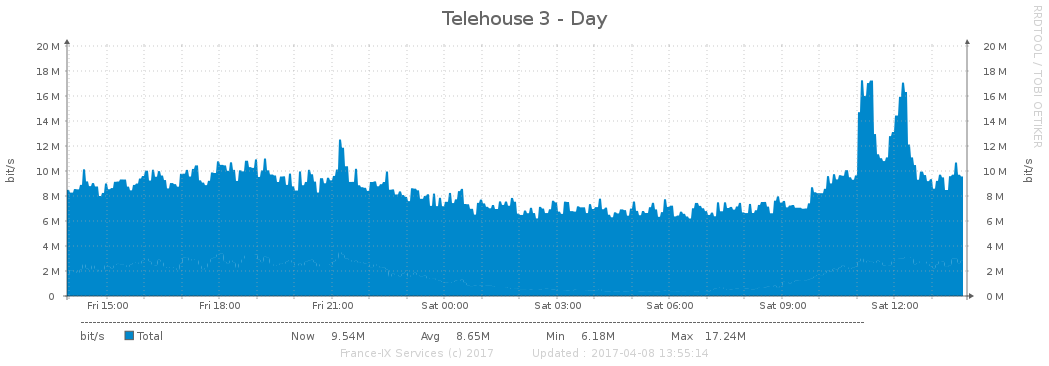 Telehouse 3 - Day
RRDTOOL / TOBI OETIKER
bit/s
20 M 20 M
18 M 18 M
16 M 16 M
14 M 14 M
12 M 12 M
10 M 10 M
8 M 8 M
6 M 6 M
4 M 4 M
2 M 2 M
0 0 M
bit/s
Fri 15:00 Fri 18:00 Fri 21:00 Sat 00:00 Sat 03:00 Sat 06:00 Sat 09:00 Sat 12:00
bit/s Total Now 9.54M Avg 8.65M Min 6.18M Max 17.24M
France-IX Services (c) 2017 Updated : 2017-04-08 13:55:14